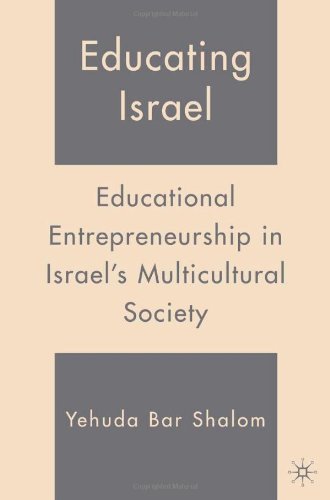 Educating
Israel
Educational
Entrepreneurship in
Israel's Multicultural
Society
Yehuda Bar Shalom